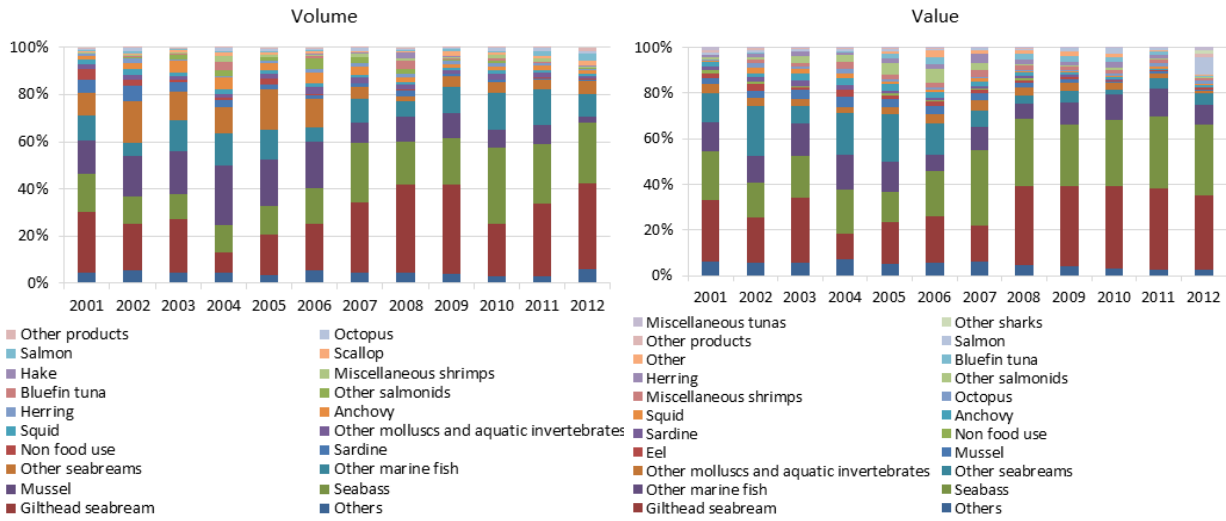 Volume
100%
80%
60%
40%
20%
0%
2001 2002 2003 2004 2005 2006 2007 2008 2009 2010 2011 2012
Other products Octopus
Salmon Scallop
Hake Miscellaneous shrimps
Bluefin tuna Other salmonids
Herring Anchovy
Squid Other molluscs and aquatic invertebrates
Non food use Sardine
Other seabreams Other marine fish
Mussel Seabass
Gilthead seabream Others
Value
100%
80%
60%
40%
20%
0%
2001 2002 2003 2004 2005 2006 2007 2008 2009 2010 2011 2012
Miscellaneous tunas Other sharks
Other products Salmon
Other Bluefin tuna
Herring Other salmonids
Miscellaneous shrimps Octopus
Squid Anchovy
Sardine Non food use
Eel Mussel
Other molluscs and aquatic invertebrates Other seabreams
Other marine fish Seabass
Gilthead seabream Others